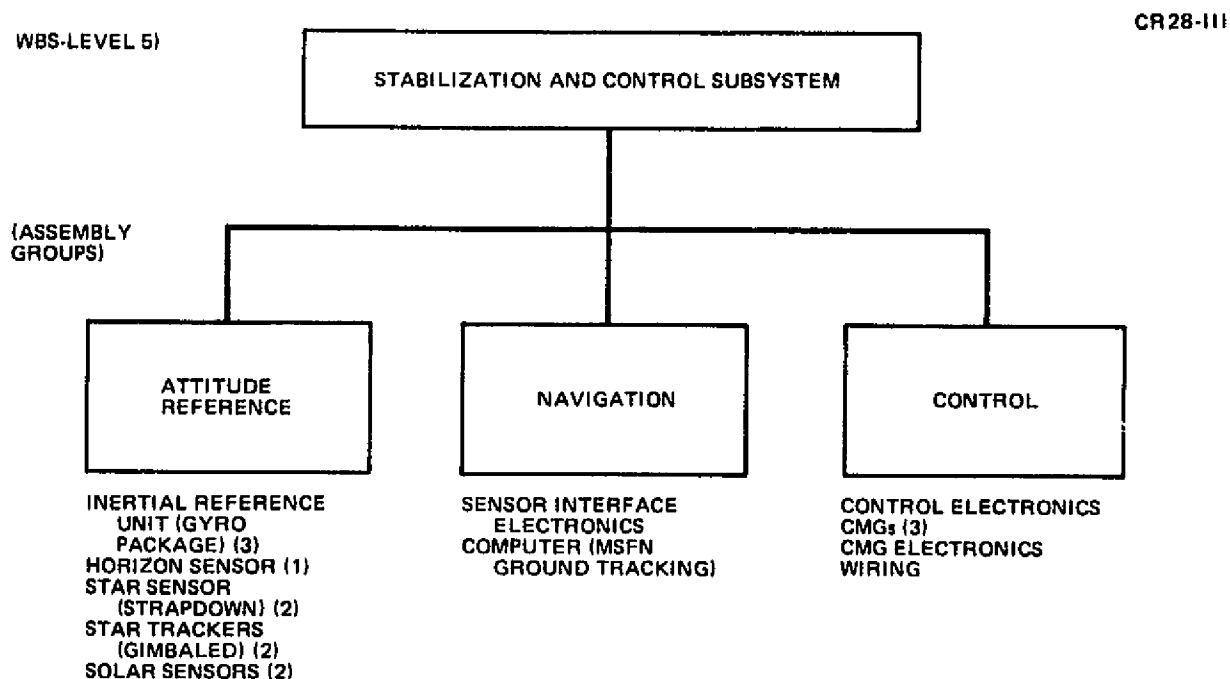 CR28-III
WBS-LEVEL 5)
STABILIZATION AND CONTROL SUBSYSTEM
(ASSEMBLY
GROUPS)
ATTITUDE
REFERENCE
NAVIGATION
CONTROL
INERTIAL REFERENCE
UNIT (GYRO
PACKAGE) (3)
HORIZON SENSOR (1)
STAR SENSOR
(STRAPDOWN) (2)
STAR TRACKERS
(GIMBALED) (2)
SOLAR SENSORS (2)
SENSOR INTERFACE
ELECTRONICS
COMPUTER (MSFN
GROUND TRACKING)
CONTROL ELECTRONICS
CMGs (3)
CMG ELECTRONICS
WIRING